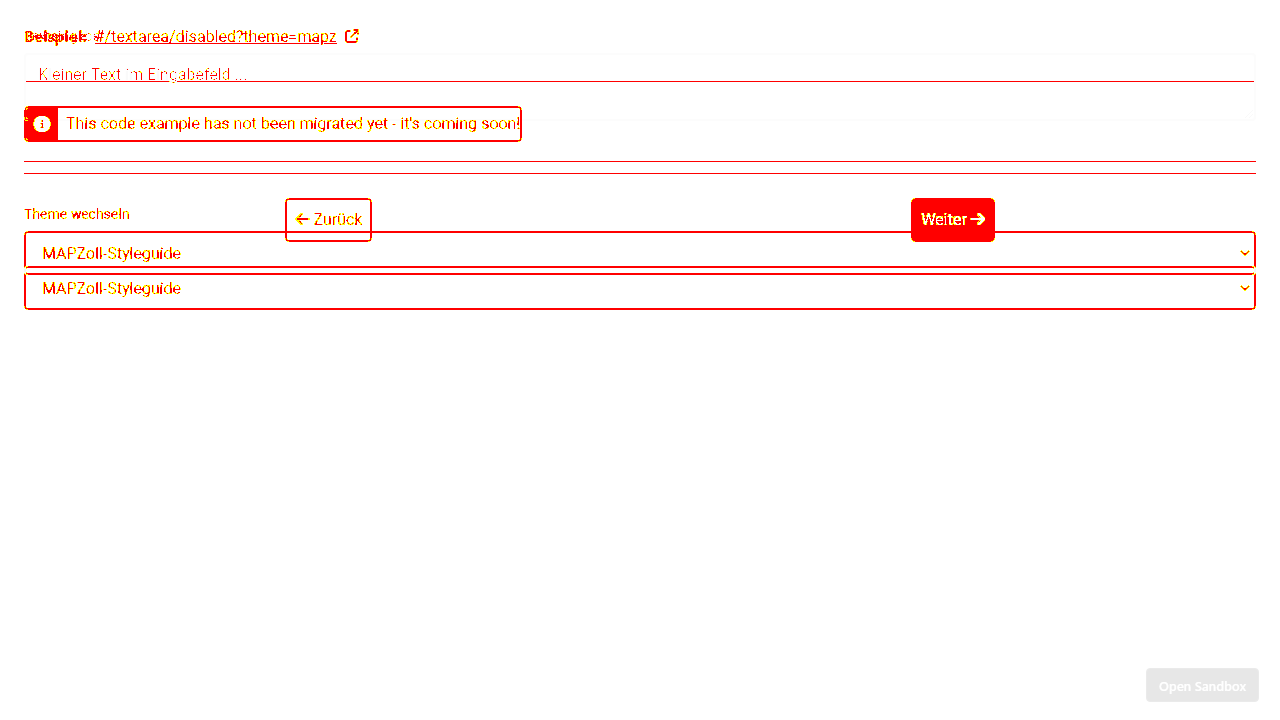 Beispiel: #/textarea/disabled?theme=mapz
Kleiner Text im Eingabefeld ...
This code example has not been migrated yet - it's coming soon!
Theme wechseln
← Zurück
Weiter →
MAPZoll-Styleguide
MAPZoll-Styleguide
Open Sandbox